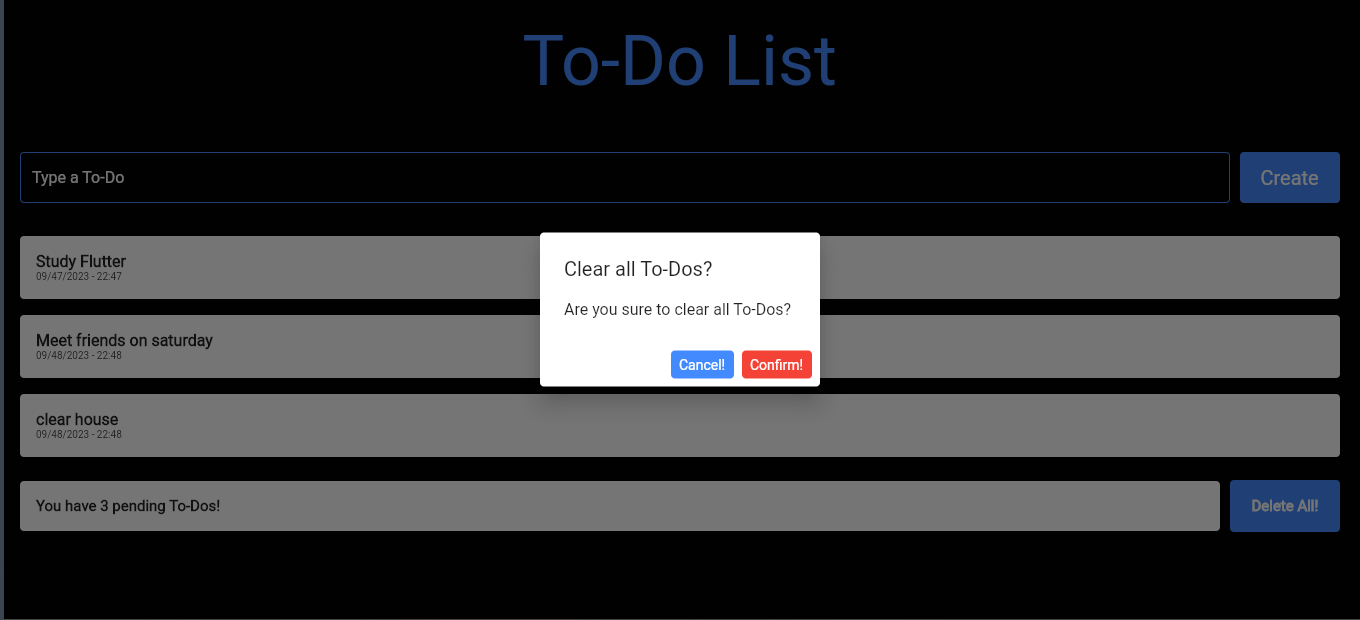 To-Do List
Type a To-Do
Create
Study Flutter
09/47/2023 - 22:47
Clear all To-Dos?
Are you sure to clear all To-Dos?
Meet friends on saturday
09/48/2023 - 22:48
Cancel!
Confirm!
clear house
09/48/2023 - 22:48
You have 3 pending To-Dos!
Delete All!